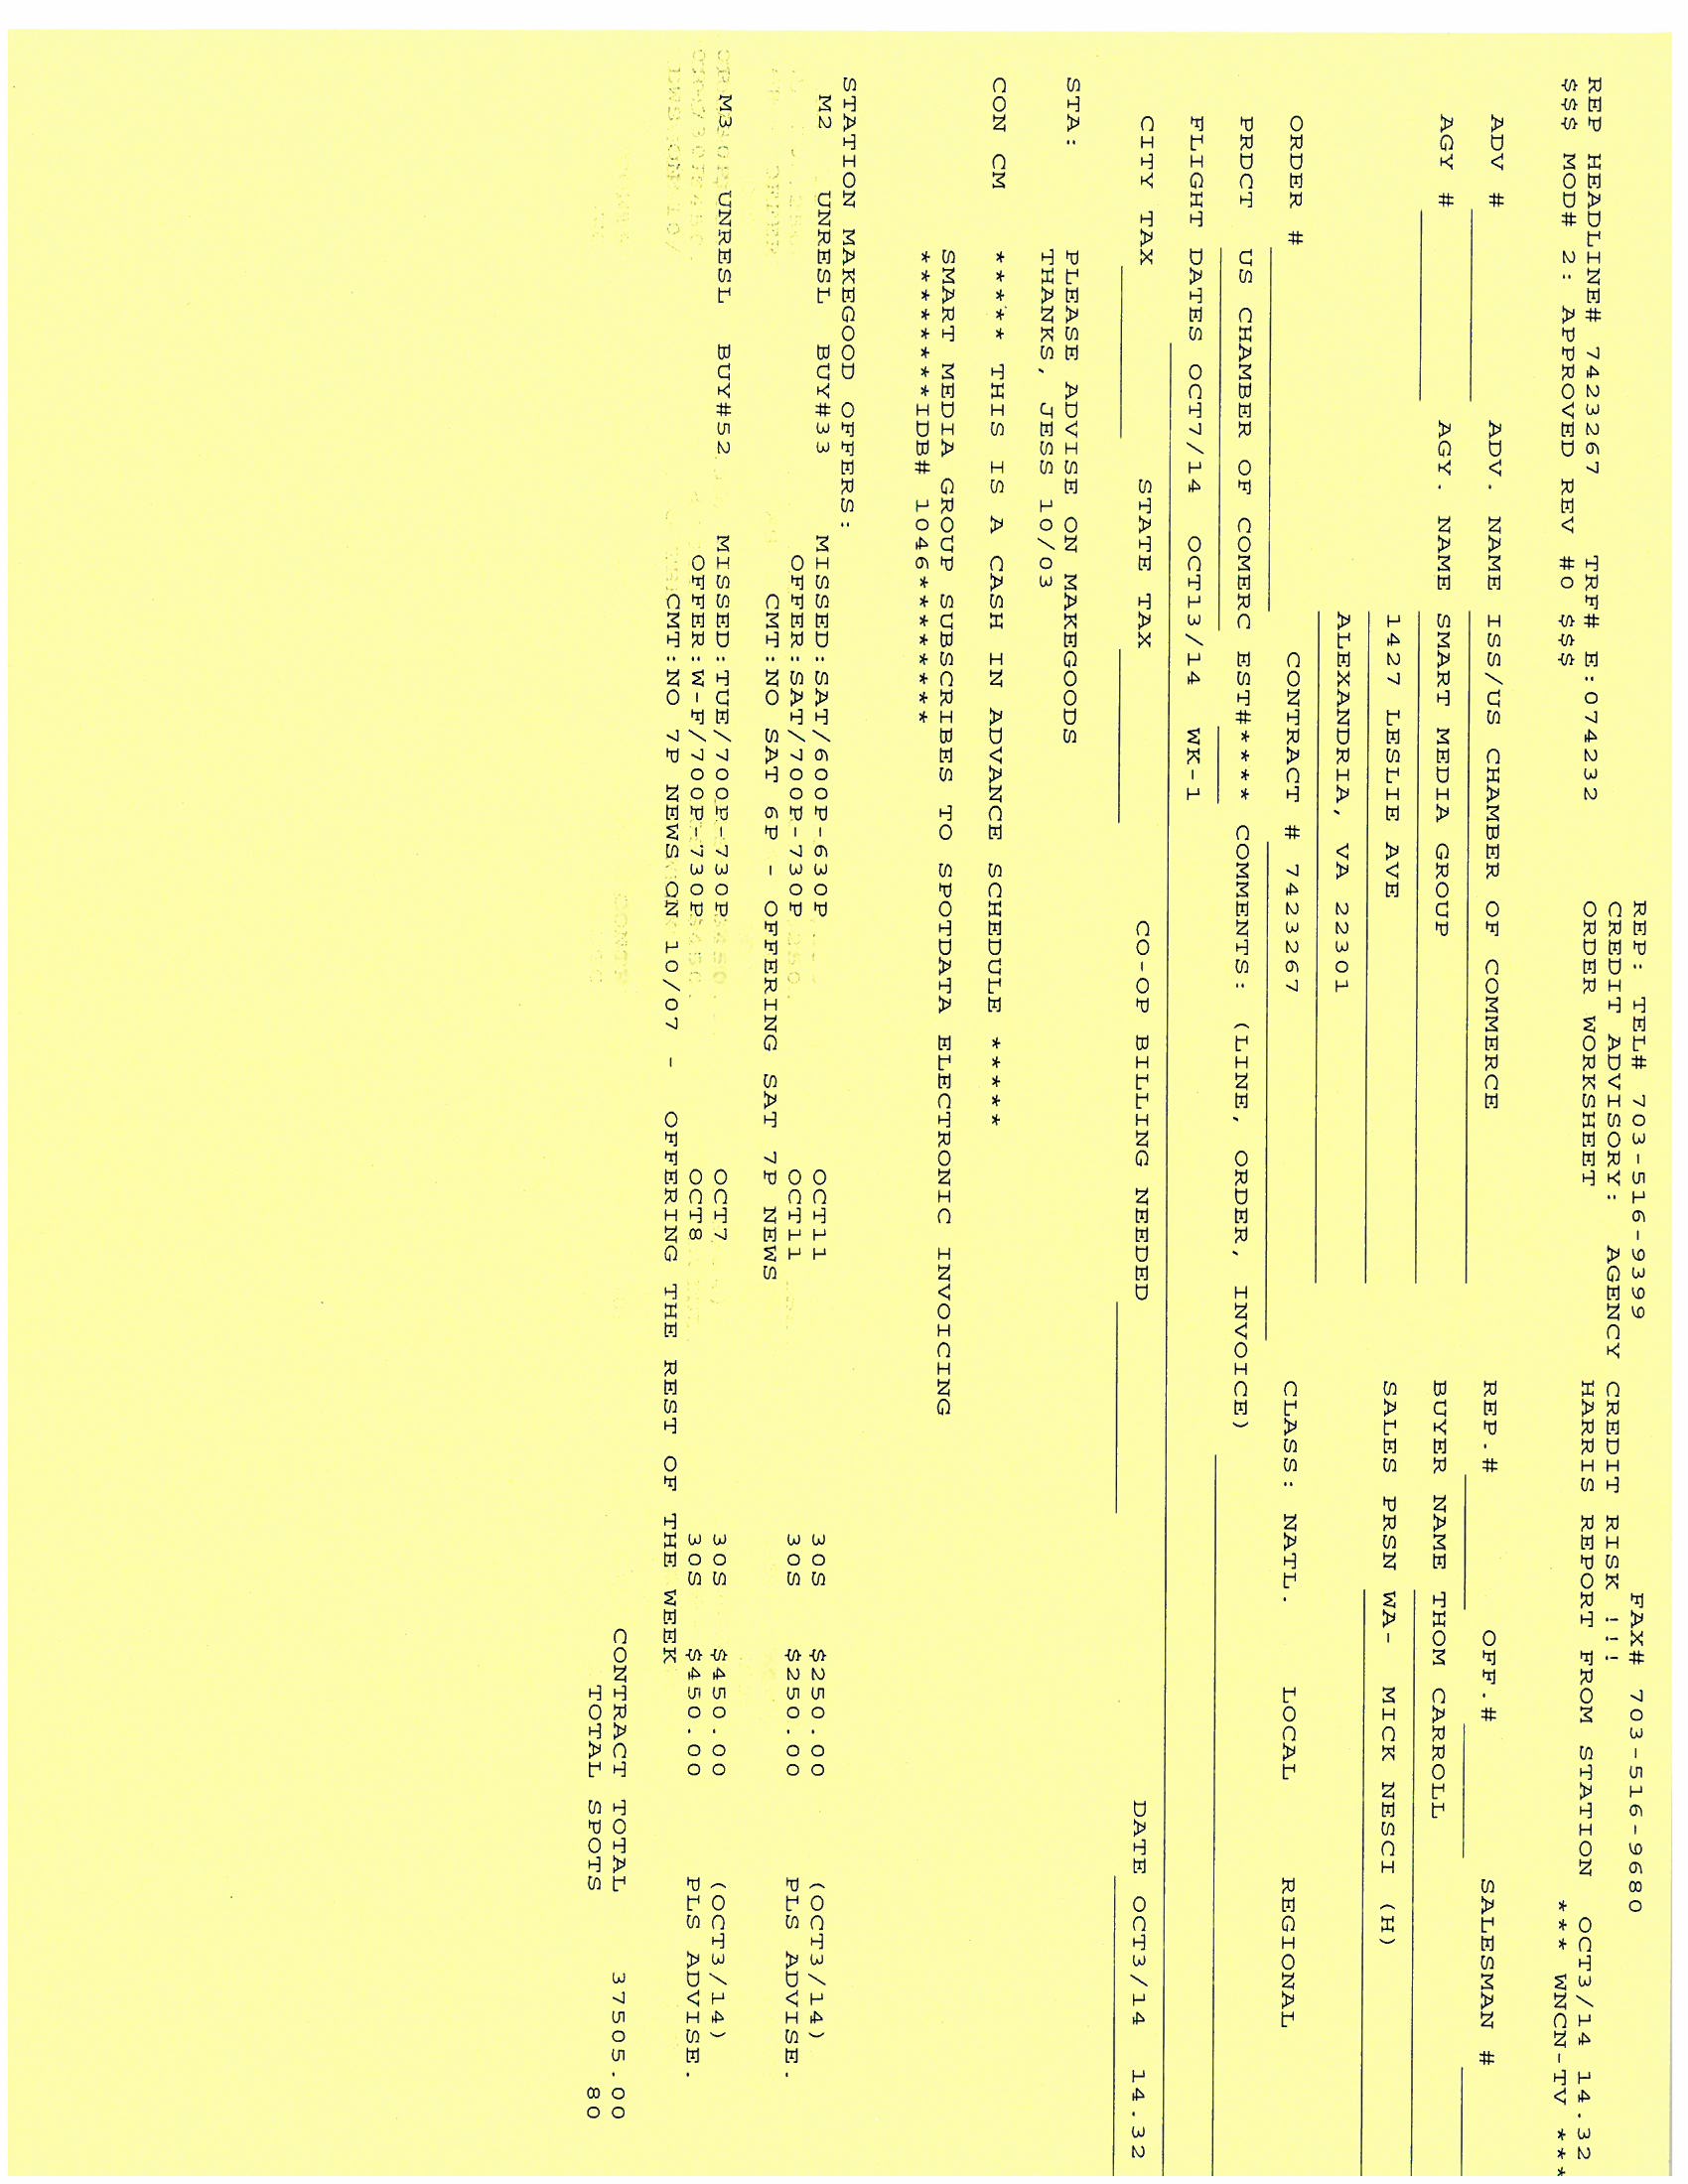 REP: TEL# 703-516-9399 FAX# 703-516-9680
CREDIT ADVISORY: AGENCY CREDIT RISK !!!
REP HEADLINE# 7423267 TRF# E:074232 ORDER WORKSHEET HARRIS REPORT FROM STATION OCT3/14 14.32
$$$ MOD# 2: APPROVED REV #0 $$$ *** WNCN-TV ***
ADV # ADV. NAME ISS/US CHAMBER OF COMMERCE REP.# OFF.# SALESMAN #
AGY # AGY. NAME SMART MEDIA GROUP BUYER NAME THOM CARROLL
1427 LESLIE AVE SALES PRSN WA- MICK NESCI (H)
ALEXANDRIA, VA 22301
ORDER # CONTRACT # 7423267 CLASS: NATL. LOCAL REGIONAL
PRDCT US CHAMBER OF COMERC EST#**** COMMENTS: (LINE, ORDER, INVOICE)
FLIGHT DATES OCT7/14 OCT13/14 WK-1
CITY TAX STATE TAX CO-OP BILLING NEEDED DATE OCT3/14 14.32
STA: PLEASE ADVISE ON MAKEGOODS
THANKS, JESS 10/03
CON CM ***** THIS IS A CASH IN ADVANCE SCHEDULE *****
SMART MEDIA GROUP SUBSCRIBES TO SPOTDATA ELECTRONIC INVOICING
*********IDB# 1046*********
STATION MAKEGOOD OFFERS:
M2 UNRESL BUY#33 MISSED:SAT/600P-630P OCT11 30S $250.00 (OCT3/14)
OFFER:SAT/700P-730P OCT11 30S $250.00 PLS ADVISE.
CMT:NO SAT 6P - OFFERING SAT 7P NEWS
M3 UNRESL BUY#52 MISSED:TUE/700P-730P OCT7 30S $450.00 (OCT3/14)
OFFER:W-F/700P-730P OCT8 30S $450.00 PLS ADVISE.
CMT:NO 7P NEWS ON 10/07 - OFFERING THE REST OF THE WEEK
CONTRACT TOTAL 37505.00
TOTAL SPOTS 80